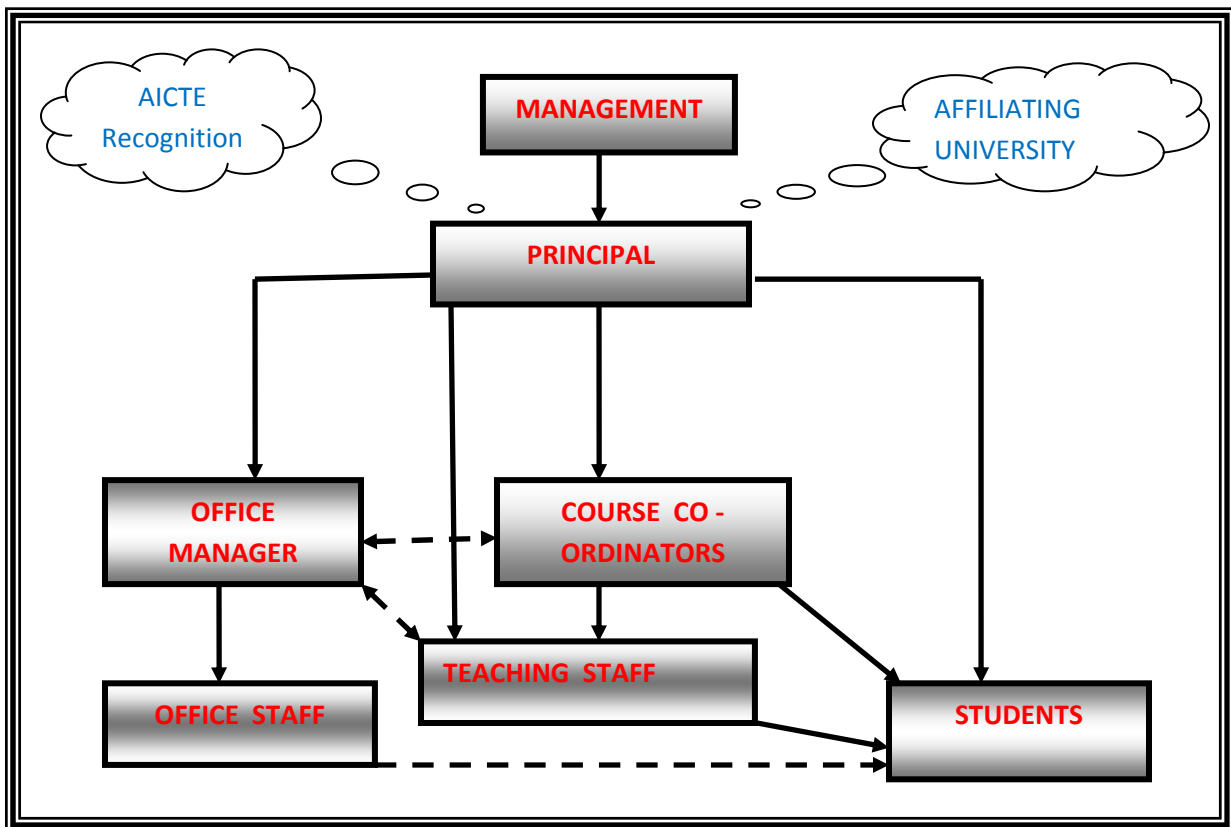 AICTE
Recognition
MANAGEMENT
AFFILIATING
UNIVERSITY
PRINCIPAL
OFFICE
MANAGER
COURSE CO -
ORDINATORS
TEACHING STAFF
OFFICE STAFF
STUDENTS